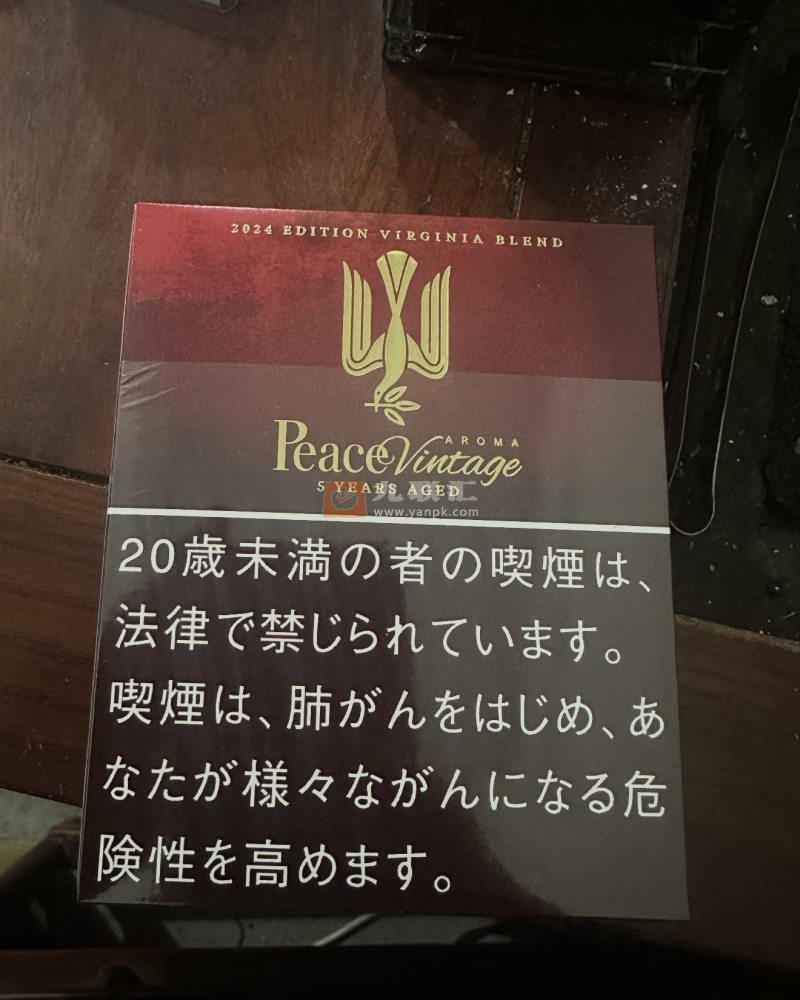 2024 EDITION VIRGINIA BLEND
Peace AROMA Vintage
5 YEARS AGED
www.yanpk.com
20歳未満の者の喫煙は、
法律で禁じられています。
喫煙は、肺がんをはじめ、あ
なたが様々ながんになる危
険性を高めます。